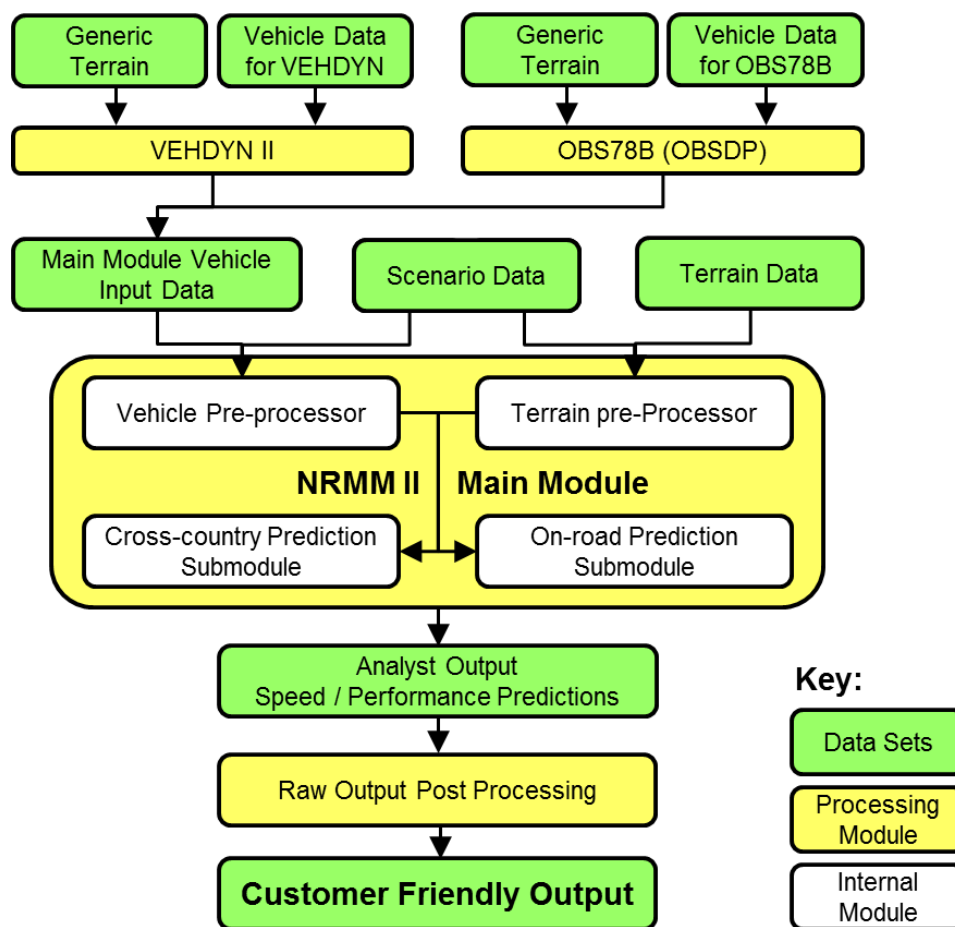 Generic
Terrain
Vehicle Data
for VEHDYN
Generic
Terrain
Vehicle Data
for OBS78B
VEHDYN II
OBS78B (OBSDP)
Main Module Vehicle
Input Data
Scenario Data
Terrain Data
Vehicle Pre-processor
Terrain pre-Processor
NRMM II Main Module
Cross-country Prediction
Submodule
On-road Prediction
Submodule
Analyst Output
Speed / Performance Predictions
Raw Output Post Processing
Customer Friendly Output
Key:
Data Sets
Processing
Module
Internal
Module